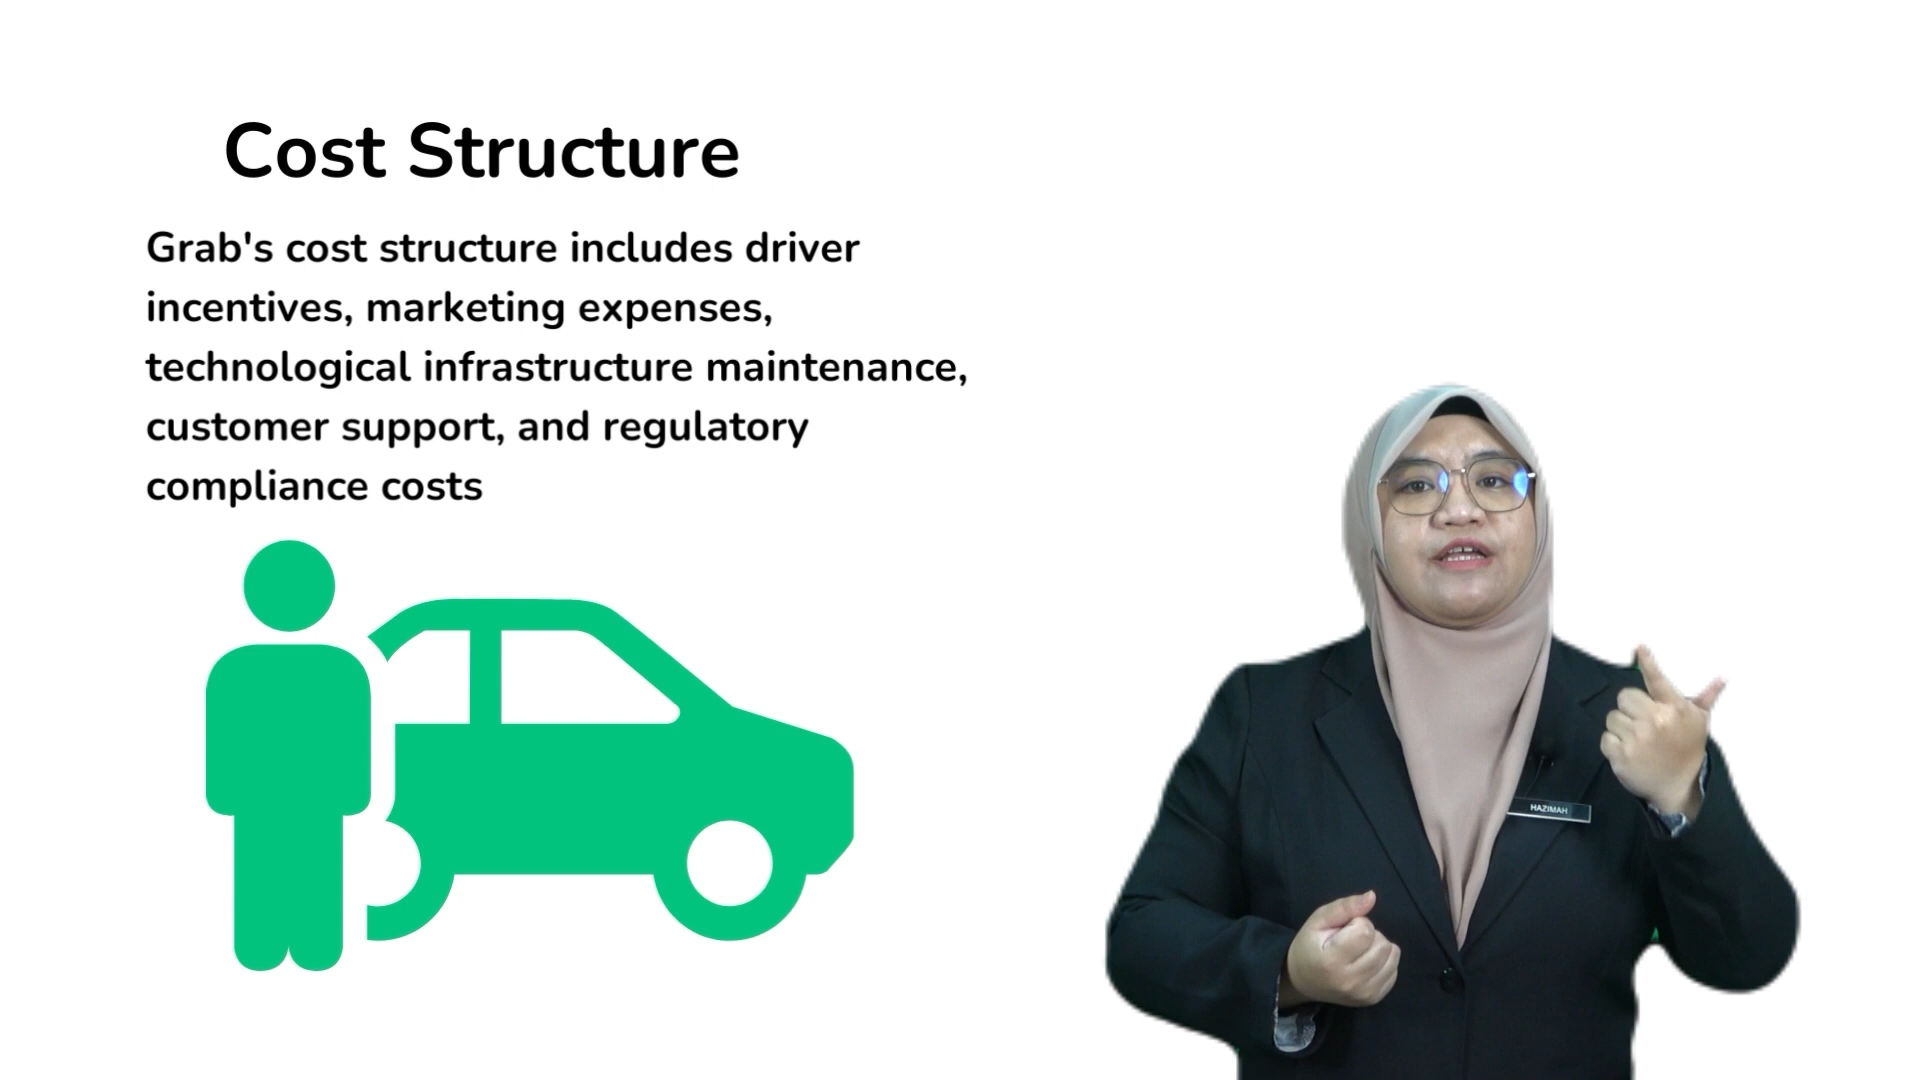 Cost Structure
Grab's cost structure includes driver
incentives, marketing expenses,
technological infrastructure maintenance,
customer support, and regulatory
compliance costs
HAZIMAH